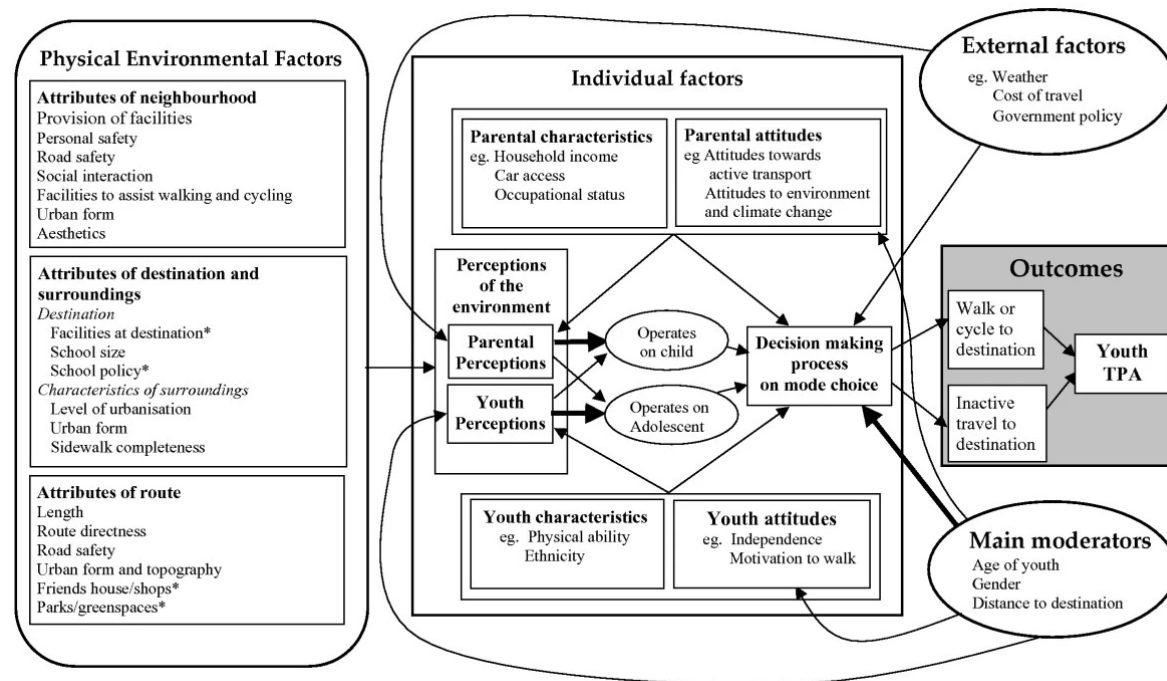 Physical Environmental Factors
Attributes of neighbourhood
Provision of facilities
Personal safety
Road safety
Social interaction
Facilities to assist walking and cycling
Urban form
Aesthetics
Attributes of destination and
surroundings
Destination
Facilities at destination*
School size
School policy*
Characteristics of surroundings
Level of urbanisation
Urban form
Sidewalk completeness
Attributes of route
Length
Route directness
Road safety
Urban form and topography
Friends house/shops*
Parks/greenspaces*
Individual factors
Parental characteristics
eg. Household income
Car access
Occupational status
Parental attitudes
eg Attitudes towards
active transport
Attitudes to environment
and climate change
Perceptions
of the
environment
Parental
Perceptions
Youth
Perceptions
Operates
on child
Operates on
Adolescent
Decision making
process
on mode choice
Youth characteristics
eg. Physical ability
Ethnicity
Youth attitudes
eg. Independence
Motivation to walk
External factors
eg. Weather
Cost of travel
Government policy
Outcomes
Walk or
cycle to
destination
Inactive
travel to
destination
Youth
TPA
Main moderators
Age of youth
Gender
Distance to destination